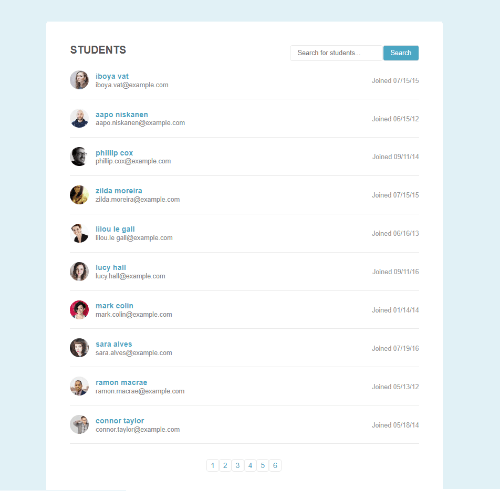 STUDENTS
Search for students... Search
iboya vat
iboya.vat@example.com
Joined 07/15/15
aapo niskanen
aapo.niskanen@example.com
Joined 06/15/12
phillip cox
phillip.cox@example.com
Joined 09/11/14
zilda moreira
zilda.moreira@example.com
Joined 07/15/15
lilou le gall
lilou.le gall@example.com
Joined 06/16/13
lucy hall
lucy.hall@example.com
Joined 09/11/16
mark colin
mark.colin@example.com
Joined 01/14/14
sara alves
sara.alves@example.com
Joined 07/19/16
ramon macrae
ramon.macrae@example.com
Joined 05/13/12
connor taylor
connor.taylor@example.com
Joined 05/18/14
1 2 3 4 5 6